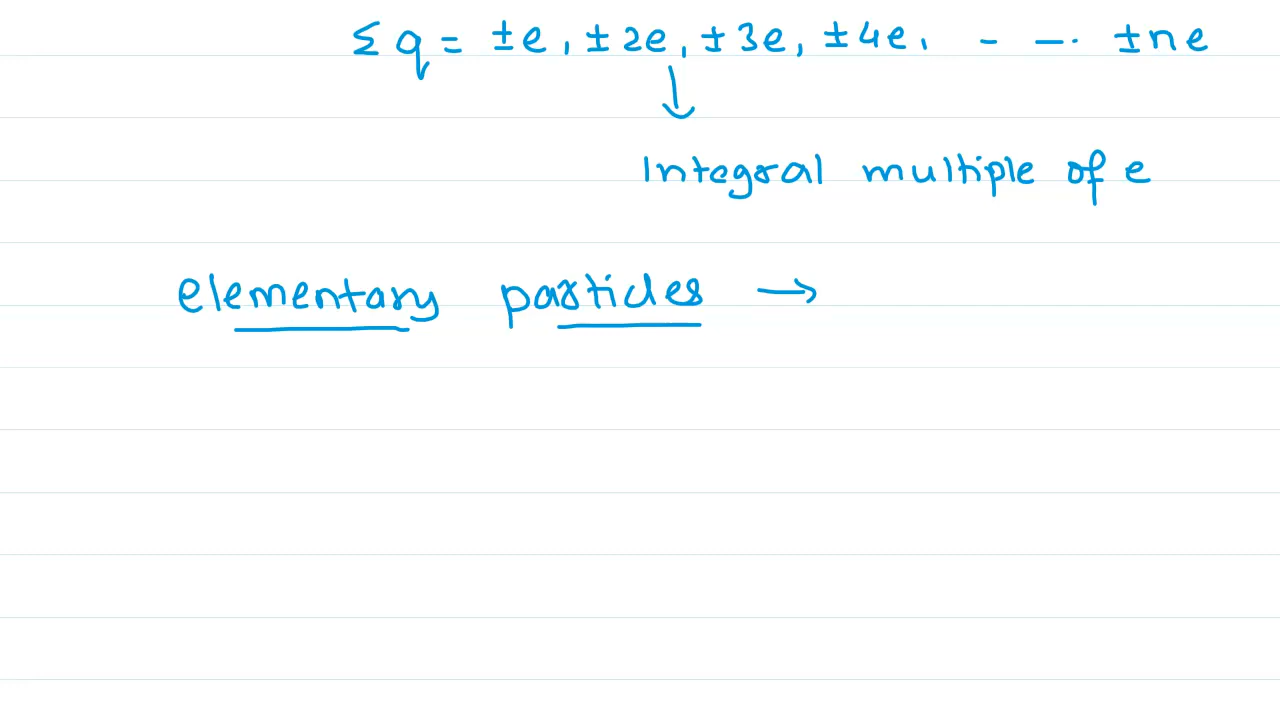 Σq = ±e, ±2e, ±3e, ±4e, - —. ±ne
↓
Integral multiple of e
elementary particles →